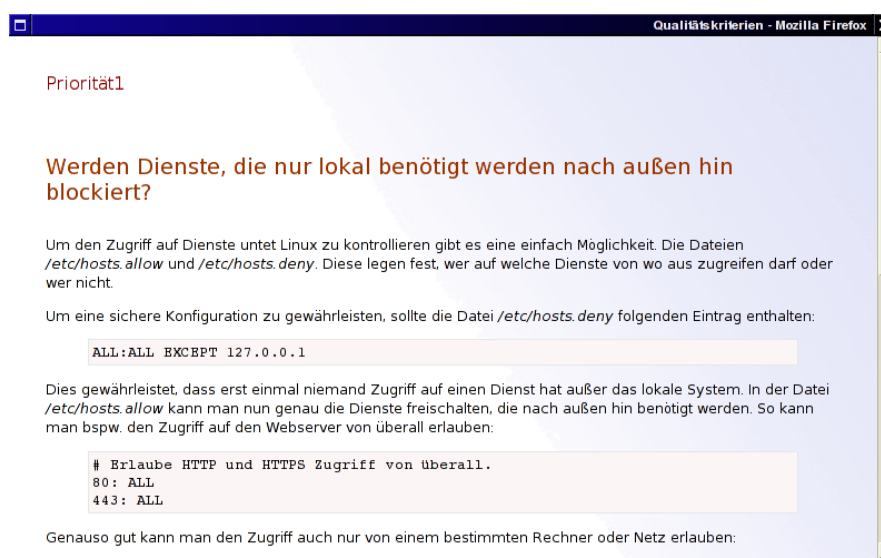 Qualitätskriterien - Mozilla Firefox
Priorität1
Werden Dienste, die nur lokal benötigt werden nach außen hin
blockiert?
Um den Zugriff auf Dienste untet Linux zu kontrollieren gibt es eine einfach Möglichkeit. Die Dateien
/etc/hosts.allow und /etc/hosts.deny. Diese legen fest, wer auf welche Dienste von wo aus zugreifen darf oder
wer nicht.
Um eine sichere Konfiguration zu gewährleisten, sollte die Datei /etc/hosts.deny folgenden Eintrag enthalten:
ALL:ALL EXCEPT 127.0.0.1
Dies gewährleistet, dass erst einmal niemand Zugriff auf einen Dienst hat außer das lokale System. In der Datei
/etc/hosts.allow kann man nun genau die Dienste freischalten, die nach außen hin benötigt werden. So kann
man bspw. den Zugriff auf den Webserver von überall erlauben:
# Erlaube HTTP und HTTPS Zugriff von überall.
80: ALL
443: ALL
Genauso gut kann man den Zugriff auch nur von einem bestimmten Rechner oder Netz erlauben: